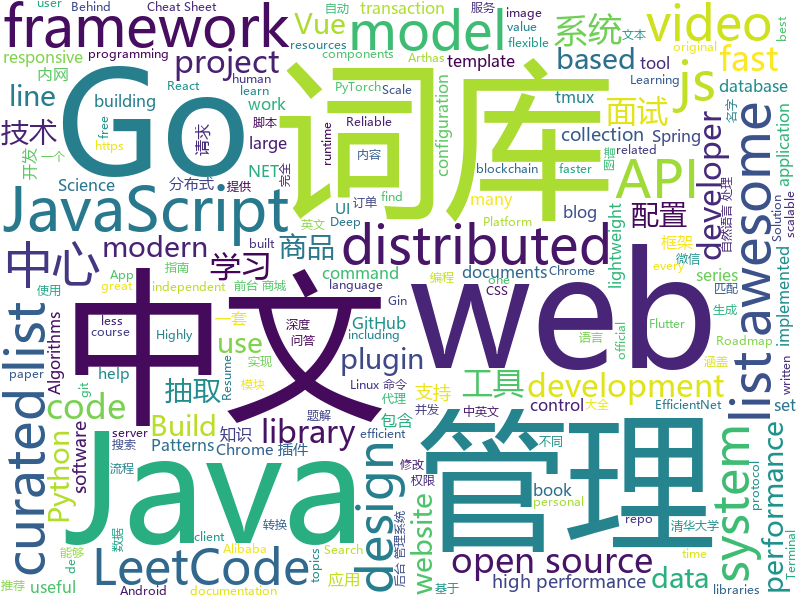 user
Behind
Cheat Sheet
自动
transaction
服务
image
best
framework
model
Vue
系统
video
js
Go
词库
responsive
programming
resources
components
Arthas
value
flexible
文本
original
内网
React
human
learn
project
template
based
fast
line
building
PyTorch
Scale
tool
Learning
technology
技术
free
https
work
请求
脚本
Reliable
runtime
tmux
面试
database
名字
large
内容
configuration
collection
Spring
related
图谱
awesome
开发
一个
.NET
完全
API
blockchain
faster
自然语言 处理
application
Science
分布式
提供
订单
UI
find
many
Platform
developer
Solution
scalable
JavaScript
英文
Deep
blog
配置
框架
微信
every
中心
modern
商品
distributed
lightweight
App
built
documents
Chrome
series
implemented
指南
使用
学习
command
编程
one
CSS
匹配
生成
great
independent
前台 商城
language
Gin
web
list
curated
中文
Algorithms
less
course
Highly
一套
深度
问答
GitHub
including
use
plugin
official
Flutter
Roadmap
Java
管理
system
performance
paper
code
help
git
实现
模块
Linux 命令
代理
library
工具
语言
written
涵盖
抽取
支持
development
Python
software
Build
知识
包含
并发
中英文
control
大全
EfficientNet
set
Patterns
Resume
题解
efficient
LeetCode
design
open source
不同
book
server
搜索
Chrome 插件
修改
权限
website
high performance
personal
protocol
能够
数据
流程
后台 管理系统
client
转换
Alibaba
Search
data
repo
清华大学
time
Terminal
推荐
de
useful
topics
Android
documentation
应用
基于
libraries